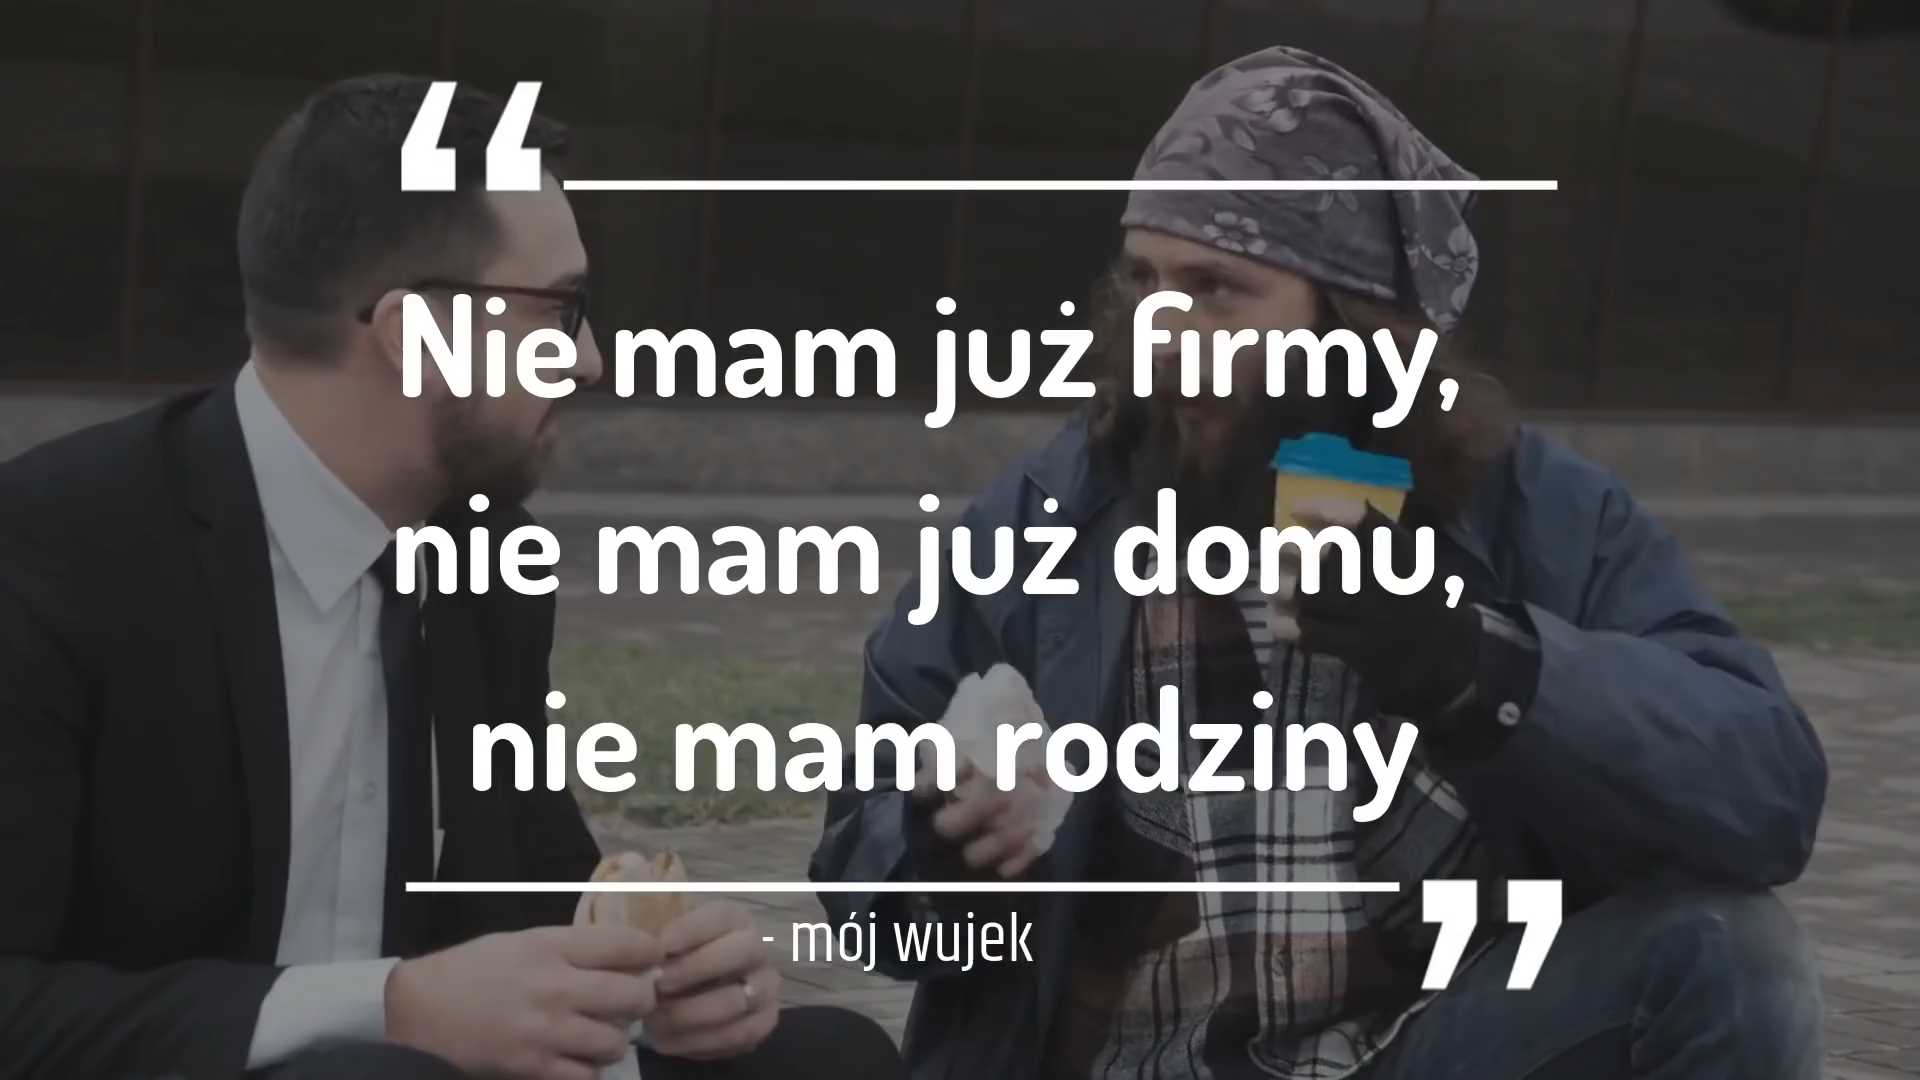 “
Nie mam już firmy,
nie mam już domu,
nie mam rodziny
- mój wujek
”